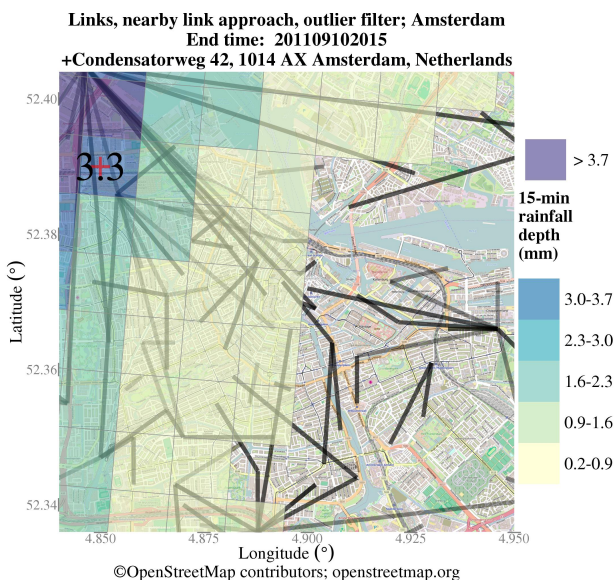 Links, nearby link approach, outlier filter; Amsterdam
End time: 201109102015
+Condensatorweg 42, 1014 AX Amsterdam, Netherlands
52.40
52.38
52.36
52.34
Latitude (°)
3.3
4.850
4.875
4.900
4.925
4.950
Longitude (°)
©OpenStreetMap contributors; openstreetmap.org
> 3.7
15-min
rainfall
depth
(mm)
3.0-3.7
2.3-3.0
1.6-2.3
0.9-1.6
0.2-0.9